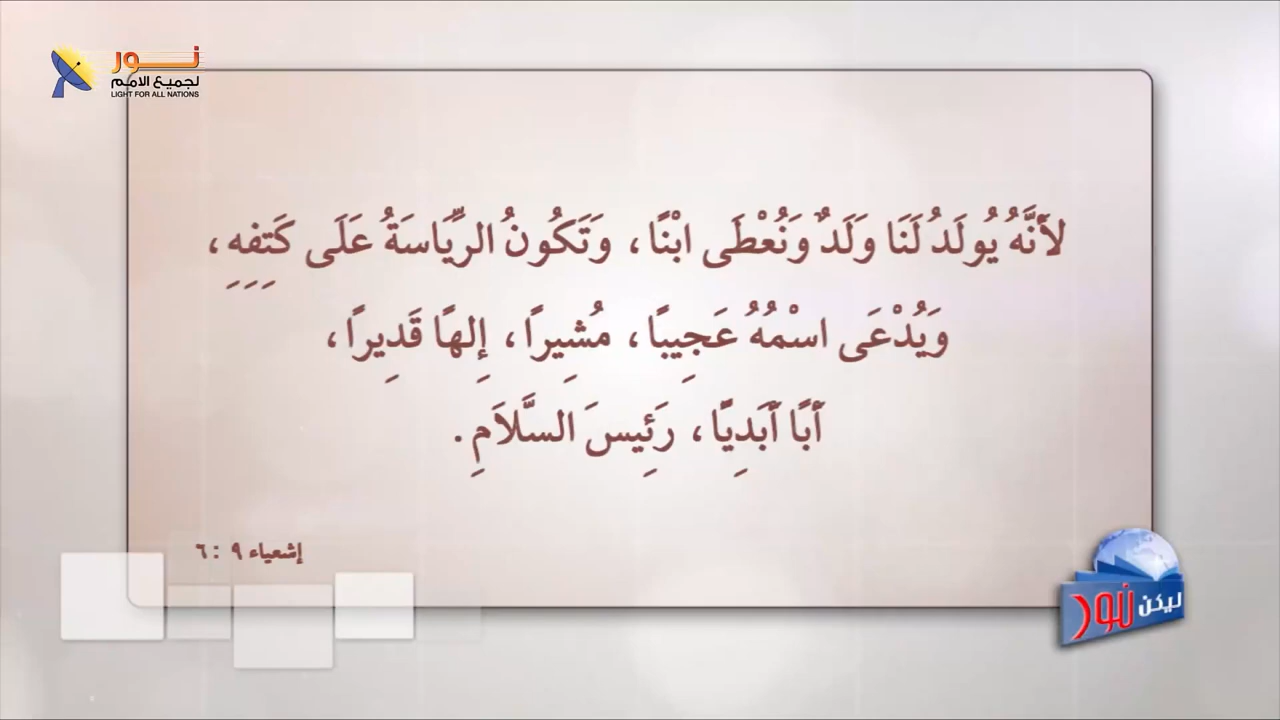 نور
لجميع الامم
LIGHT FOR ALL NATIONS
لأَنَّهُ يُولَدُ لَنَا وَلَدٌ وَنُعْطَى ابْنًا، وَتَكُونُ الرِّيَاسَةُ عَلَى كَتِفِهِ،
وَيُدْعَى اسْمُهُ عَجِيبًا، مُشِيرًا، إِلهًا قَدِيرًا،
أَبًا أَبَدِيًّا، رَئِيسَ السَّلاَمِ.
إشعياء ٩ : ٦
ليكن نور